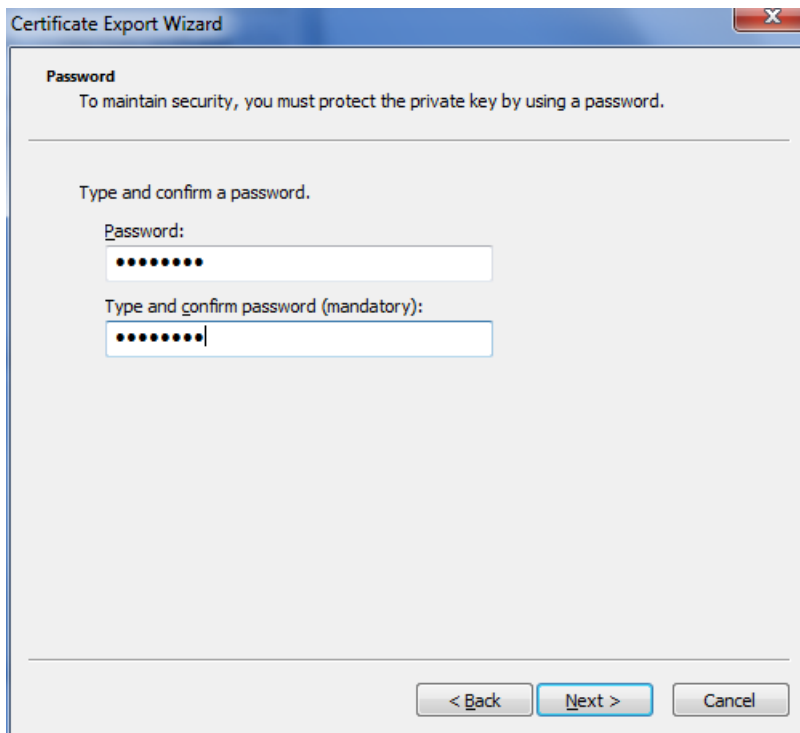 Certificate Export Wizard
Password
To maintain security, you must protect the private key by using a password.
Type and confirm a password.
Password:
••••••••
Type and confirm password (mandatory):
••••••••
< Back
Next >
Cancel